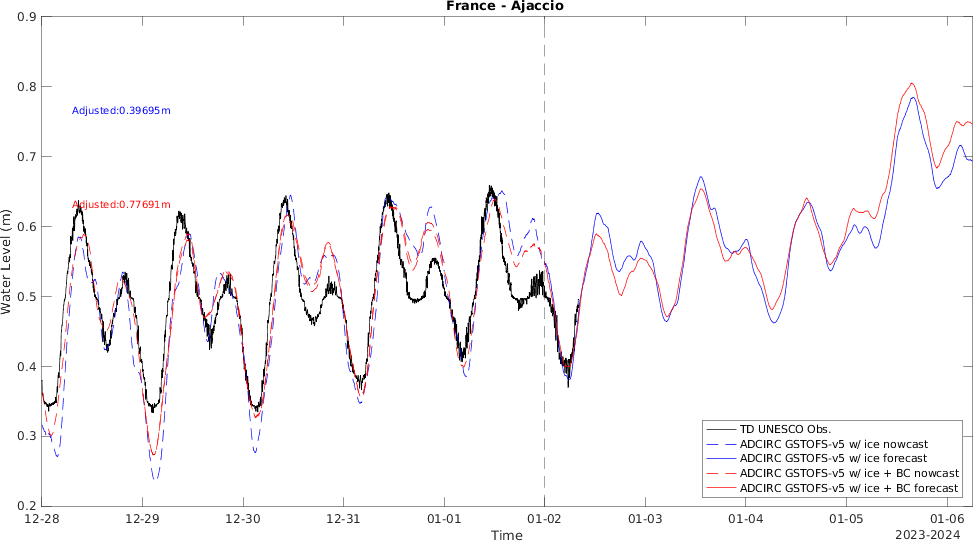 France - Ajaccio
0.9
0.8
0.7
0.6
0.5
0.4
0.3
0.2
Water Level (m)
Adjusted:0.39695m
Adjusted:0.77691m
TD UNESCO Obs.
ADCIRC GSTOFS-v5 w/ ice nowcast
ADCIRC GSTOFS-v5 w/ ice forecast
ADCIRC GSTOFS-v5 w/ ice + BC nowcast
ADCIRC GSTOFS-v5 w/ ice + BC forecast
12-28 12-29 12-30 12-31 01-01 01-02 01-03 01-04 01-05 01-06
Time
2023-2024